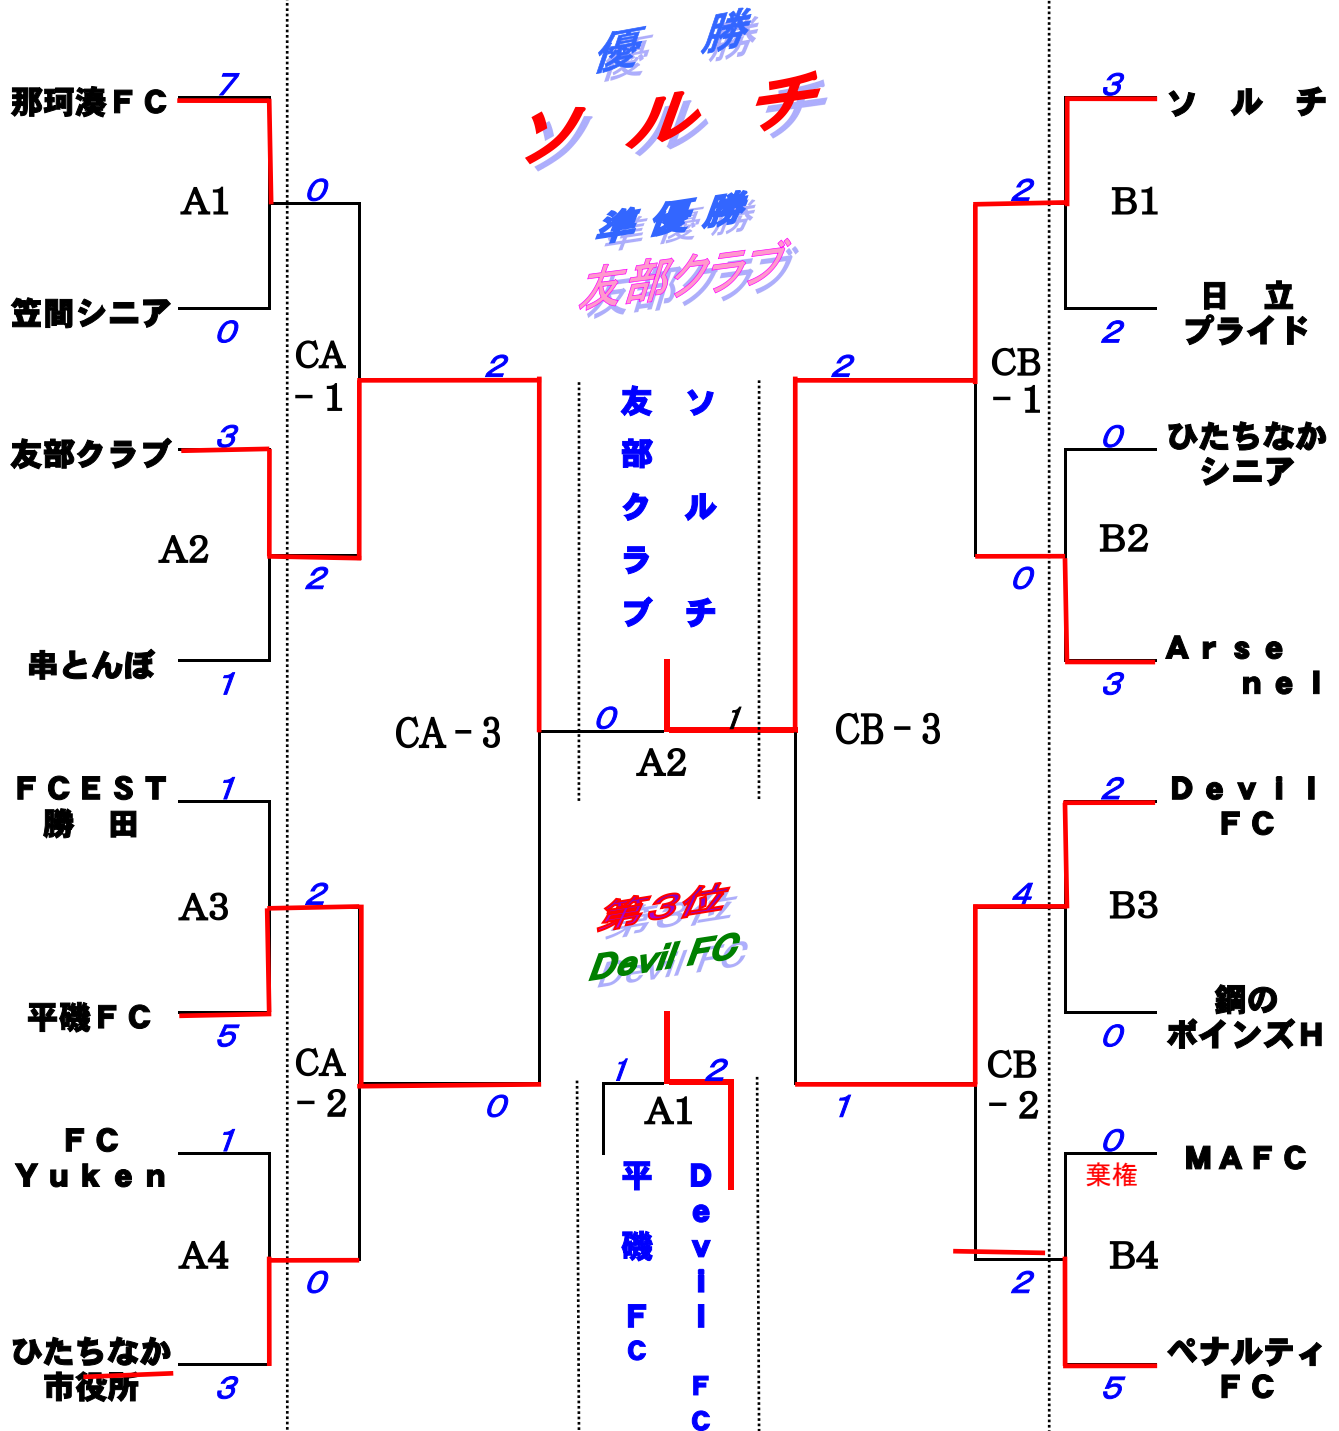 優 勝
ソルチ
準優勝
友部クラブ
7
那珂湊FC
A1
0
笠間シニア
0
CA
-1
3
友部クラブ
A2
2
串とんぼ
1
2
CA-3
1
FCEST
勝 田
A3
2
平磯FC
5
CA
-2
0
FC
Yuken
1
A4
0
ひたちなか
市役所
3
友部クラブ
ソルチ
0
1
A2
第3位
Devil FC
1
2
A1
平磯FC
Devil FC
3
ソ ル チ
2
B1
日 立
プライド
2
2
CB
-1
0
ひたちなか
シニア
B2
0
Arse
nel
3
CB-3
2
Devil
FC
4
B3
鋼の
ボインズH
0
CB
-2
1
0
MAFC
棄権
B4
2
ペナルティ
FC
5